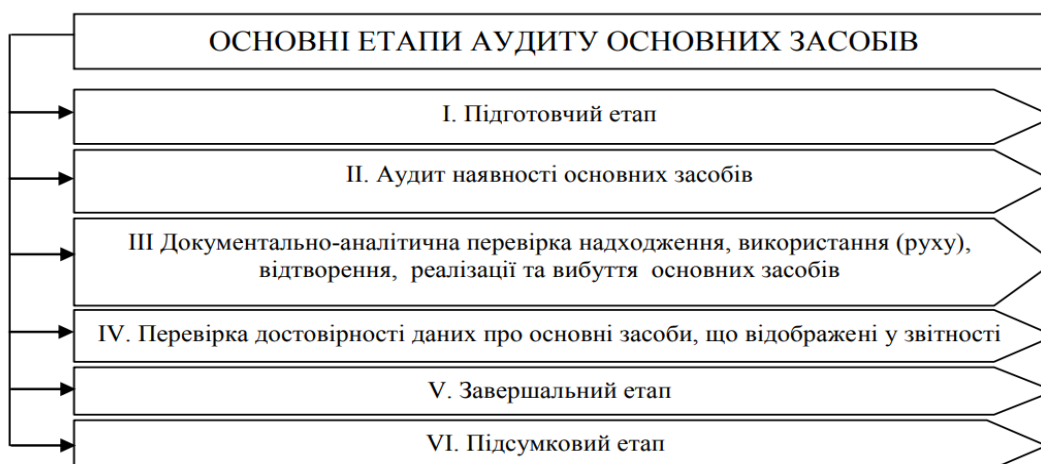 ОСНОВНІ ЕТАПИ АУДИТУ ОСНОВНИХ ЗАСОБІВ
I. Підготовчий етап
II. Аудит наявності основних засобів
III Документально-аналітична перевірка надходження, використання (руху),
відтворення, реалізації та вибуття основних засобів
IV. Перевірка достовірності даних про основні засоби, що відображені у звітності
V. Завершальний етап
VI. Підсумковий етап